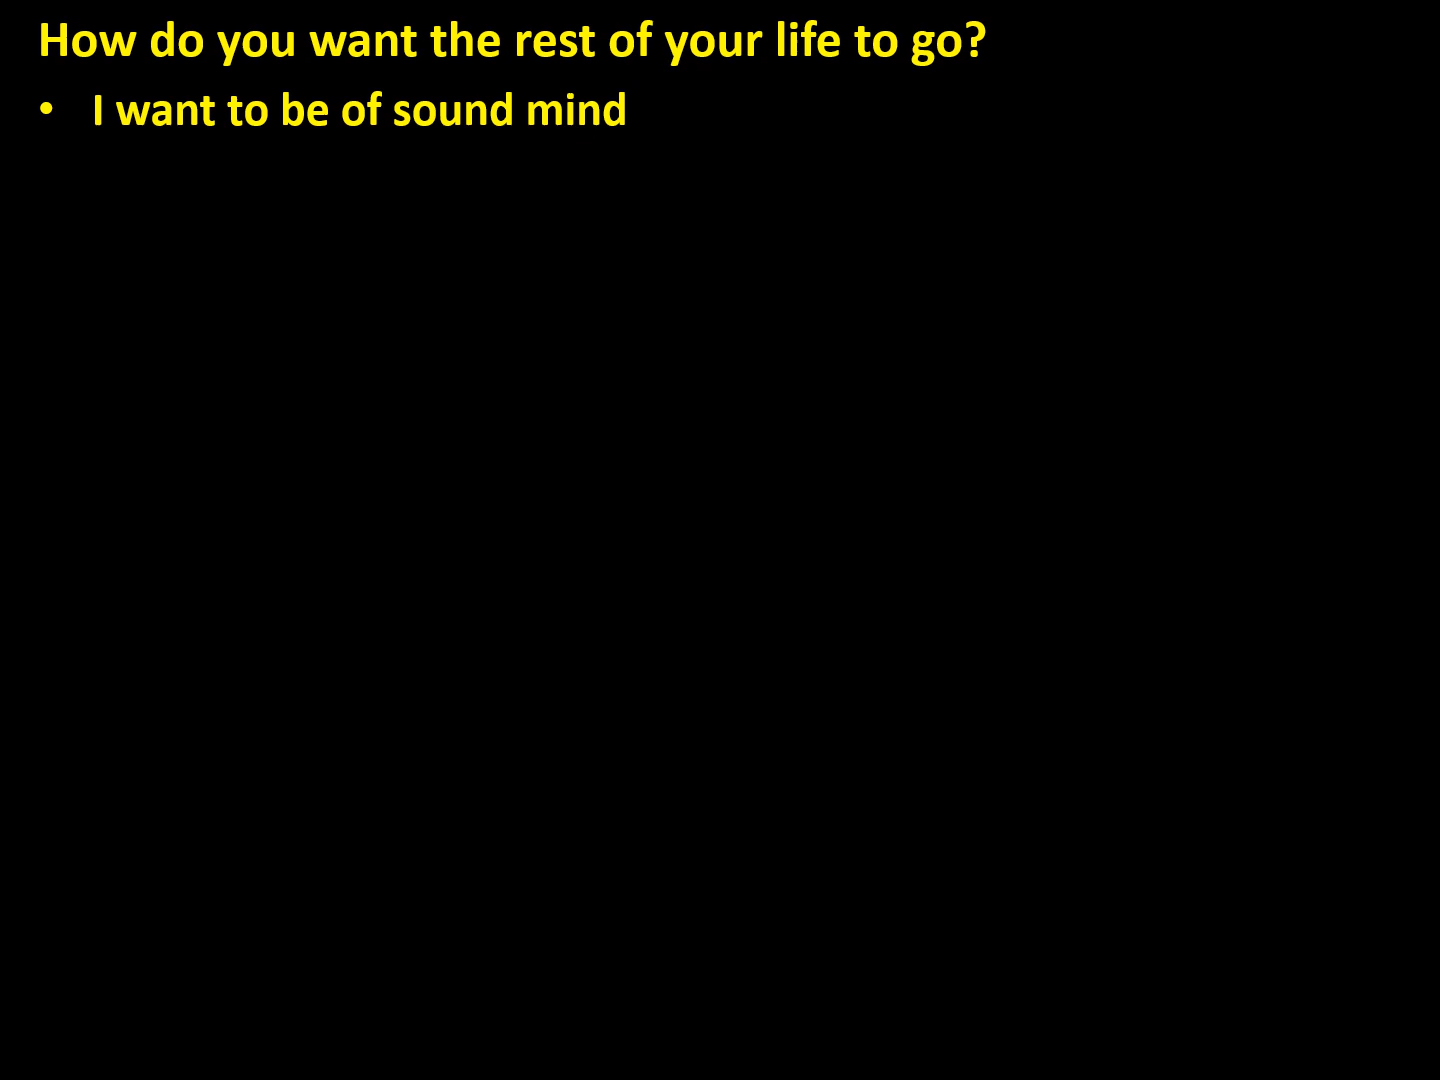 How do you want the rest of your life to go?
• I want to be of sound mind